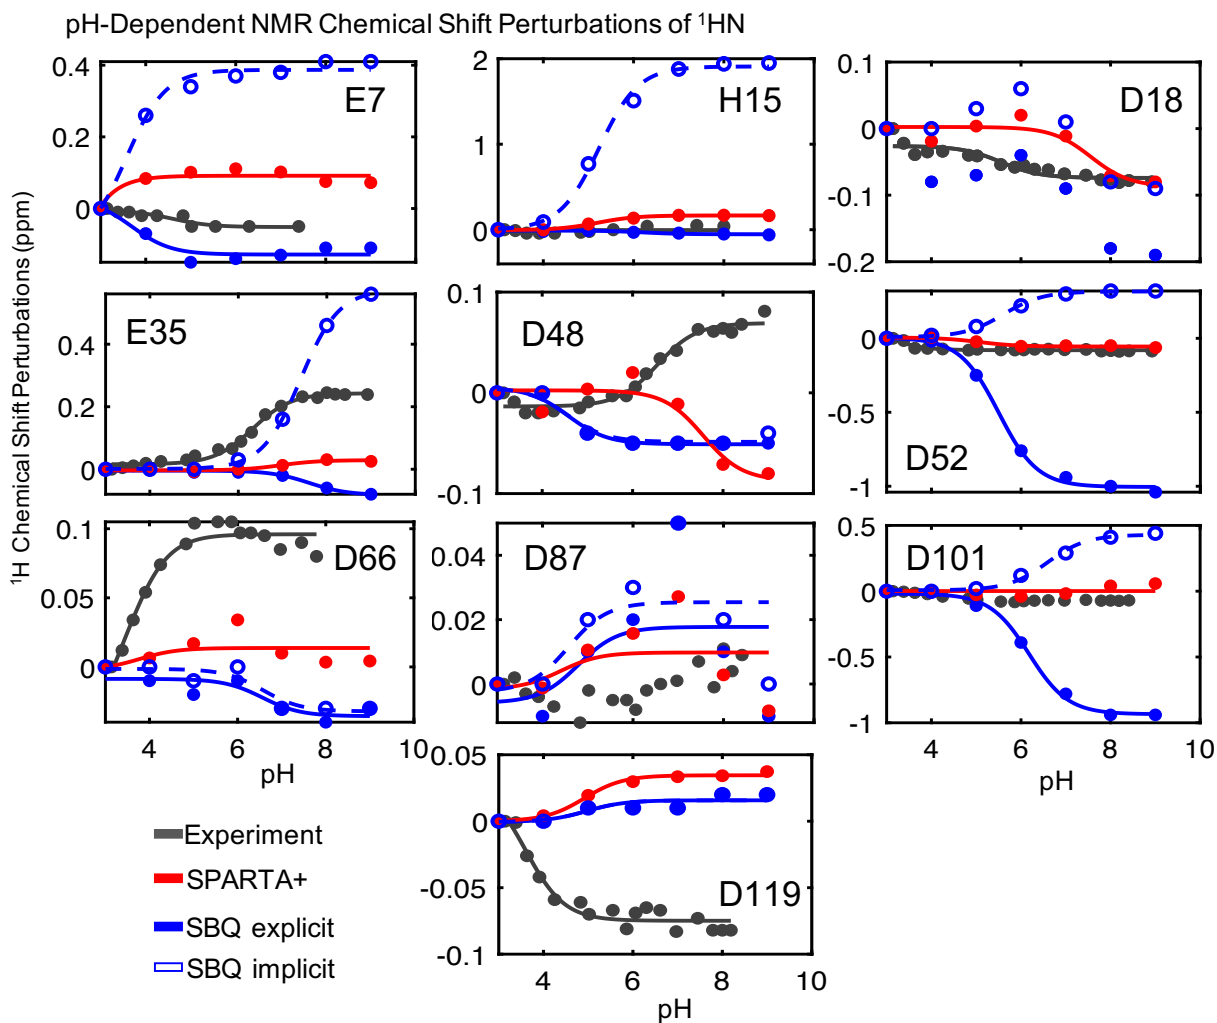 pH-Dependent NMR Chemical Shift Perturbations of ¹HN
¹H Chemical Shift Perturbations (ppm)
0.4
0.2
0
E7
2
1
0
H15
0.1
0
-0.1
-0.2
D18
0.4
0.2
0
E35
0.1
0
-0.1
4 6 8 10
D48
0
-0.5
-1
D52
0.1
0.05
0
D66
4 6 8 10
pH
0.04
0.02
0
D87
0.5
0
-0.5
-1
D101
4 6 8 10
pH
0.05
0
-0.05
-0.1
D119
4 6 8 10
pH
Experiment
SPARTA+
SBQ explicit
SBQ implicit